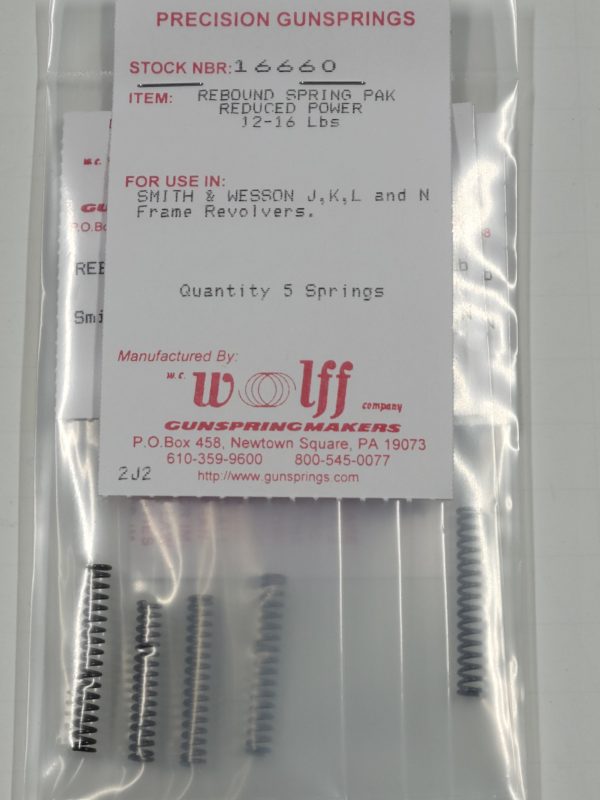 PRECISION GUNSPRINGS
STOCK NBR: 16660
ITEM: REBOUND SPRING PAK
REDUCED POWER
12-16 Lbs
FOR USE IN:
SMITH & WESSON J,K,L and N
Frame Revolvers.
Quantity 5 Springs
Manufactured By:
W.C. Wolff company
GUNSPRINGMAKERS
P.O.Box 458, Newtown Square, PA 19073
610-359-9600 800-545-0077
2J2 http://www.gunsprings.com